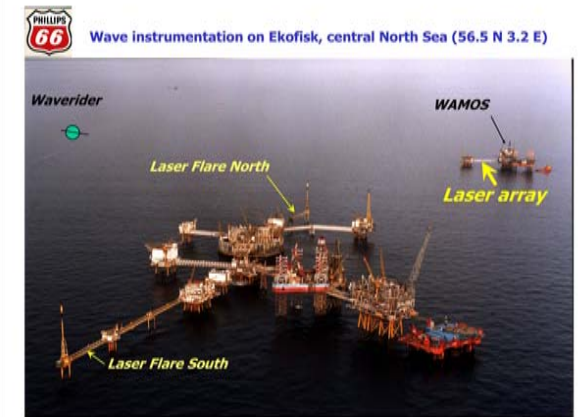 PHILLIPS
66
Wave instrumentation on Ekofisk, central North Sea (56.5 N 3.2 E)
Waverider
WAMOS
Laser Flare North
Laser array
Laser Flare South